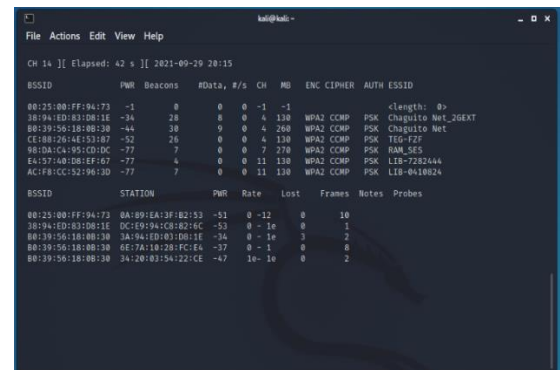 kali@kali: ~
File Actions Edit View Help
CH 14 ][ Elapsed: 42 s ][ 2021-09-29 20:15
BSSID PWR Beacons #Data, #/s CH MB ENC CIPHER AUTH ESSID
00:25:00:FF:94:73 -1 0 0 0 -1 -1 <length: 0>
38:94:ED:83:D8:1E -34 28 8 0 4 130 WPA2 CCMP PSK Chaguito Net_2GEXT
B0:39:56:18:0B:30 -44 30 9 0 4 260 WPA2 CCMP PSK Chaguito Net
CE:88:26:4E:53:87 -52 26 0 0 4 130 WPA2 CCMP PSK TEG-FZF
98:DA:C4:95:CD:DC -77 7 0 0 7 270 WPA2 CCMP PSK RAM_SES
E4:57:40:D8:EF:67 -77 4 0 0 11 130 WPA2 CCMP PSK LIB-7282444
AC:F8:CC:52:96:3D -77 7 0 0 11 130 WPA2 CCMP PSK LIB-0410824
BSSID STATION PWR Rate Lost Frames Notes Probes
00:25:00:FF:94:73 0A:89:EA:3F:B2:53 -51 0 -12 0 10
38:94:ED:83:D8:1E DC:E9:94:C8:82:6C -53 0 - 1e 0 1
B0:39:56:18:0B:30 3A:94:ED:03:D8:1E -34 0 - 1e 3 2
B0:39:56:18:0B:30 6E:7A:10:28:FC:E4 -37 0 - 1 0 8
B0:39:56:18:0B:30 34:20:03:54:22:CE -47 1e- 1e 0 2